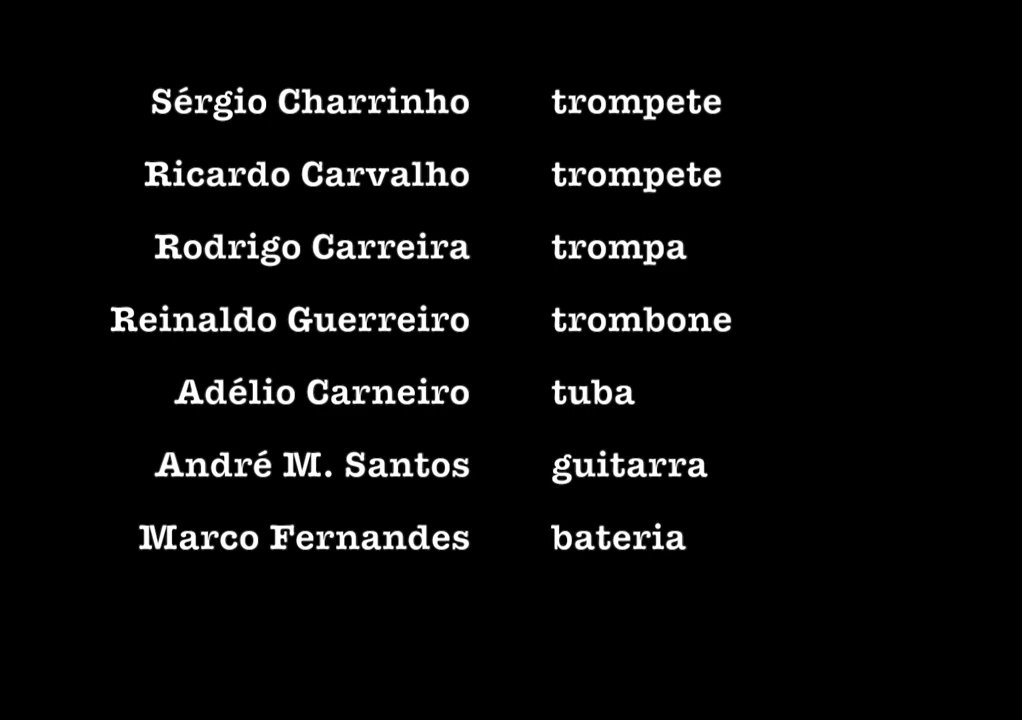 Sérgio Charrinho trompete
Ricardo Carvalho trompete
Rodrigo Carreira trompa
Reinaldo Guerreiro trombone
Adélio Carneiro tuba
André M. Santos guitarra
Marco Fernandes bateria